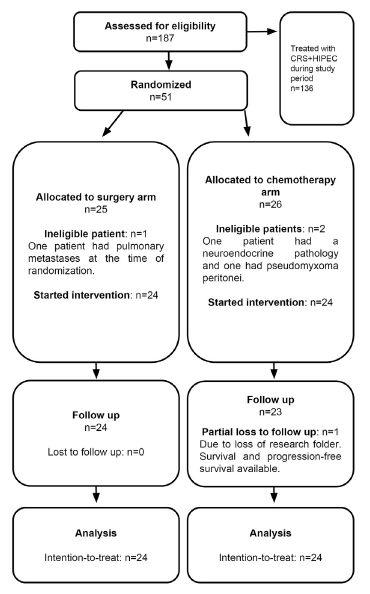 Assessed for eligibility
n=187
Treated with
CRS+HIPEC
during study
period
n=136
Randomized
n=51
Allocated to surgery arm
n=25
Ineligible patient: n=1
One patient had pulmonary
metastases at the time of
randomization.
Started intervention: n=24
Allocated to chemotherapy
arm
n=26
Ineligible patients: n=2
One patient had a
neuroendocrine pathology
and one had pseudomyxoma
peritonei.
Started intervention: n=24
Follow up
n=24
Lost to follow up: n=0
Follow up
n=23
Partial loss to follow up: n=1
Due to loss of research folder.
Survival and progression-free
survival available.
Analysis
Intention-to-treat: n=24
Analysis
Intention-to-treat: n=24